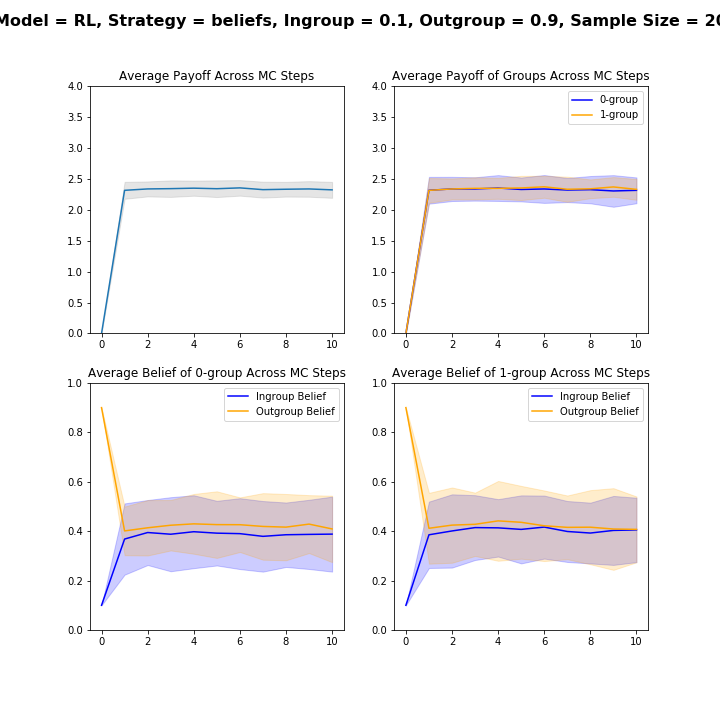 Model = RL, Strategy = beliefs, Ingroup = 0.1, Outgroup = 0.9, Sample Size = 20
Average Payoff Across MC Steps
4.0
3.5
3.0
2.5
2.0
1.5
1.0
0.5
0.0
0 2 4 6 8 10
Average Payoff of Groups Across MC Steps
0-group
1-group
4.0
3.5
3.0
2.5
2.0
1.5
1.0
0.5
0.0
0 2 4 6 8 10
Average Belief of 0-group Across MC Steps
Ingroup Belief
Outgroup Belief
1.0
0.8
0.6
0.4
0.2
0.0
0 2 4 6 8 10
Average Belief of 1-group Across MC Steps
Ingroup Belief
Outgroup Belief
1.0
0.8
0.6
0.4
0.2
0.0
0 2 4 6 8 10